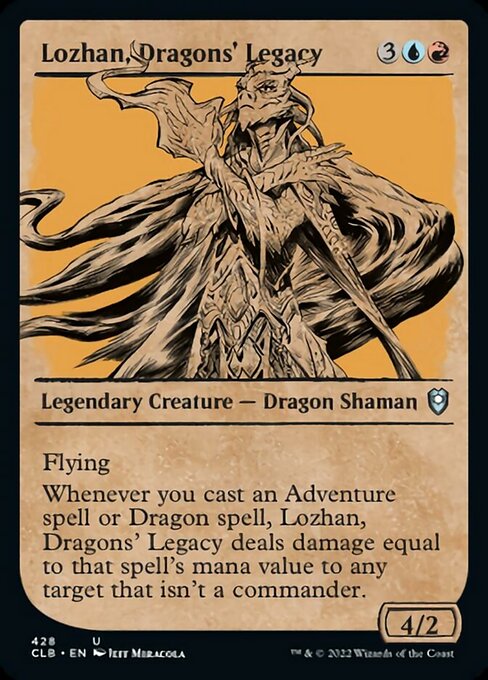 Lozhan, Dragons' Legacy 3
Legendary Creature — Dragon Shaman
Flying
Whenever you cast an Adventure
spell or Dragon spell, Lozhan,
Dragons' Legacy deals damage equal
to that spell's mana value to any
target that isn't a commander.
4/2
428 U
CLB • EN Jeff Miracola
™ & © 2022 Wizards of the Coast